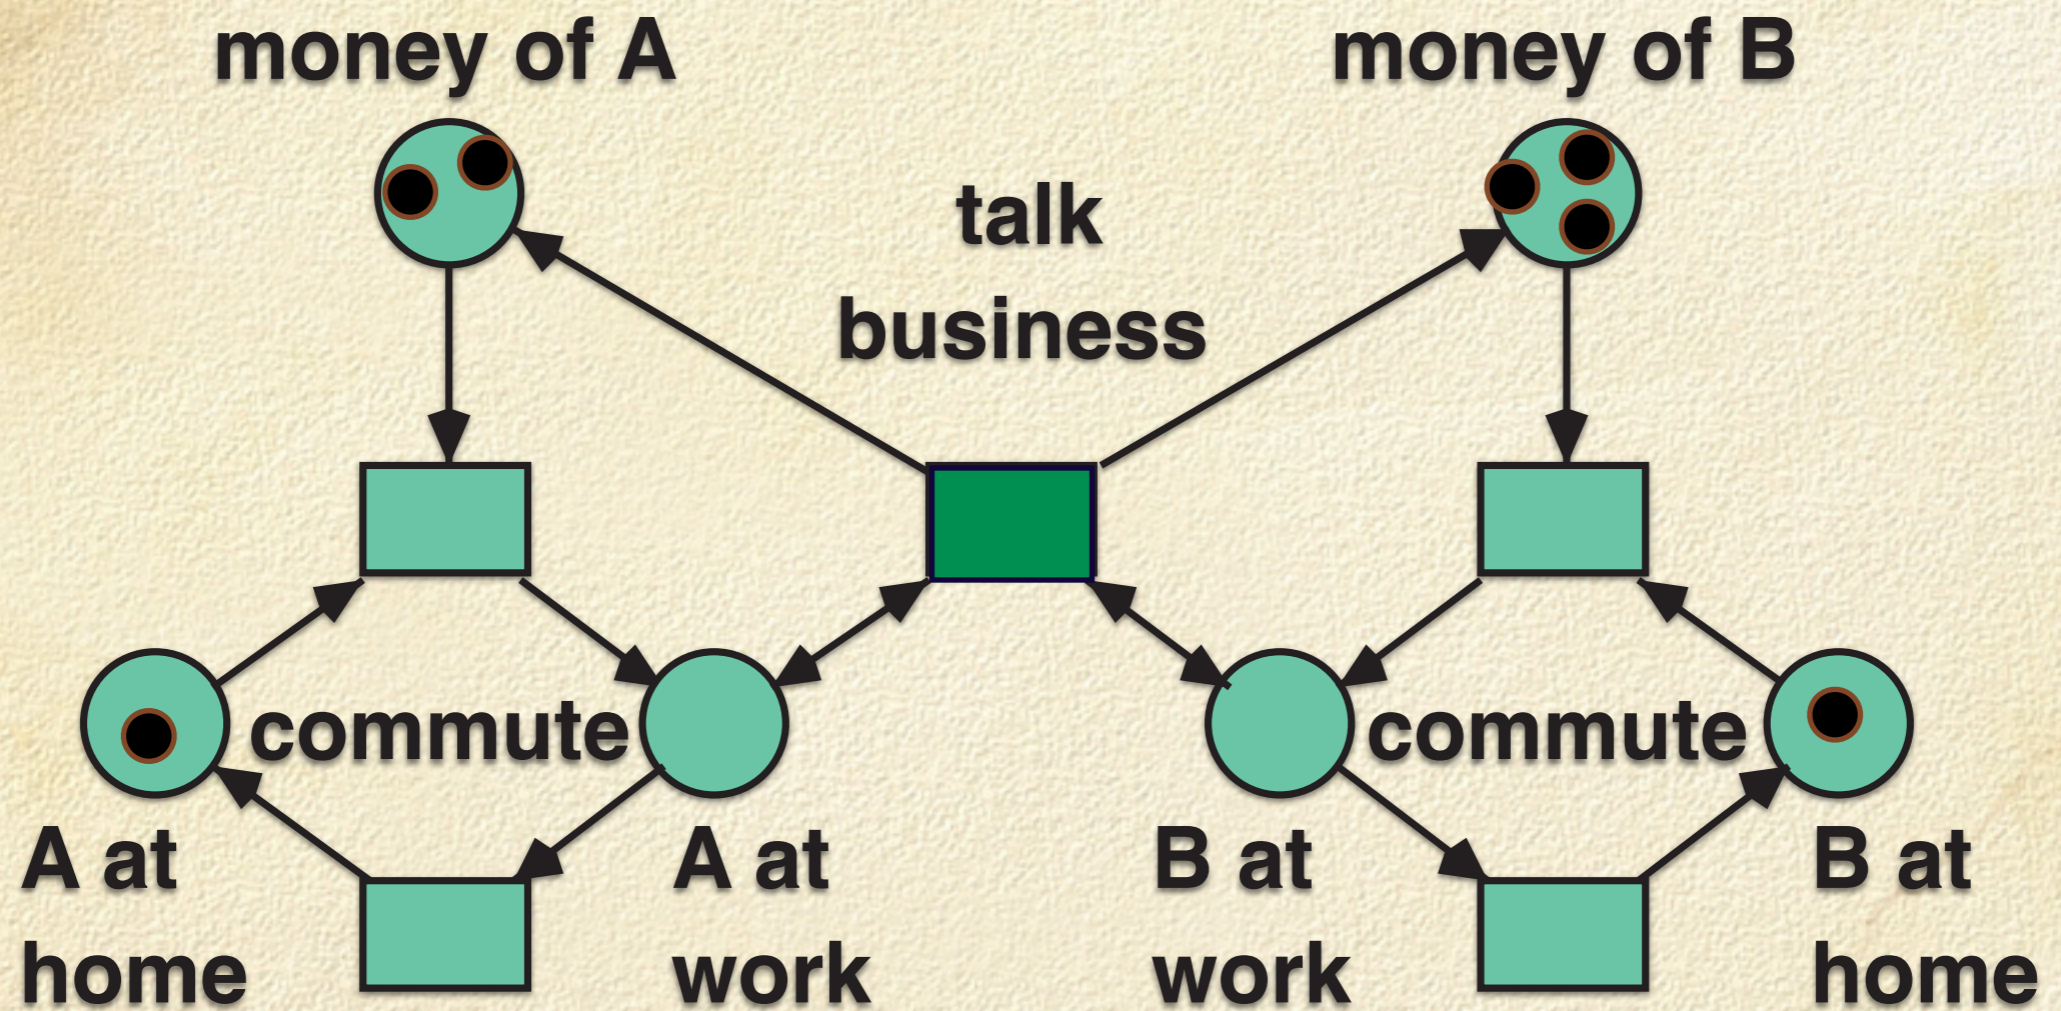 money of A
money of B
talk
business
commute
commute
A at
home
A at
work
B at
work
B at
home